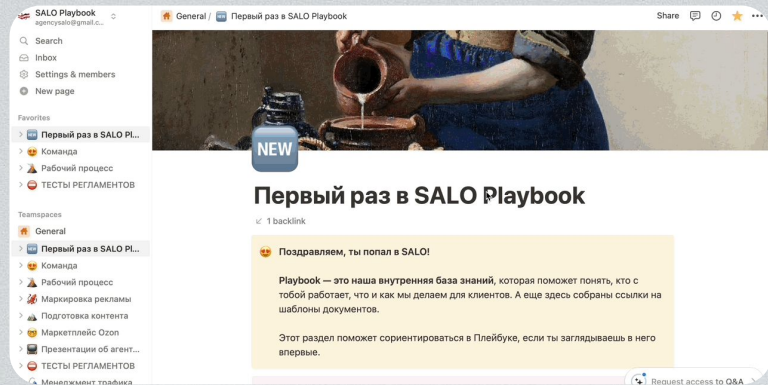 SALO Playbook
agencysalo@gmail.c...
General / Первый раз в SALO Playbook
Share
Search
Inbox
Settings & members
New page
Favorites
Первый раз в SALO Pl...
Команда
Рабочий процесс
ТЕСТЫ РЕГЛАМЕНТОВ
Teamspaces
General
Первый раз в SALO Pl...
Команда
Рабочий процесс
Маркировка рекламы
Подготовка контента
Маркетплейс Ozon
Презентации об агент...
ТЕСТЫ РЕГЛАМЕНТОВ
Менеджмент трафика
NEW
Первый раз в SALO Playbook
1 backlink
Поздравляем, ты попал в SALO!
Playbook — это наша внутренняя база знаний, которая поможет понять, кто с
тобой работает, что и как мы делаем для клиентов. А еще здесь собраны ссылки на
шаблоны документов.
Этот раздел поможет сориентироваться в Плейбуке, если ты заглядываешь в него
впервые.
Request access to Q&A